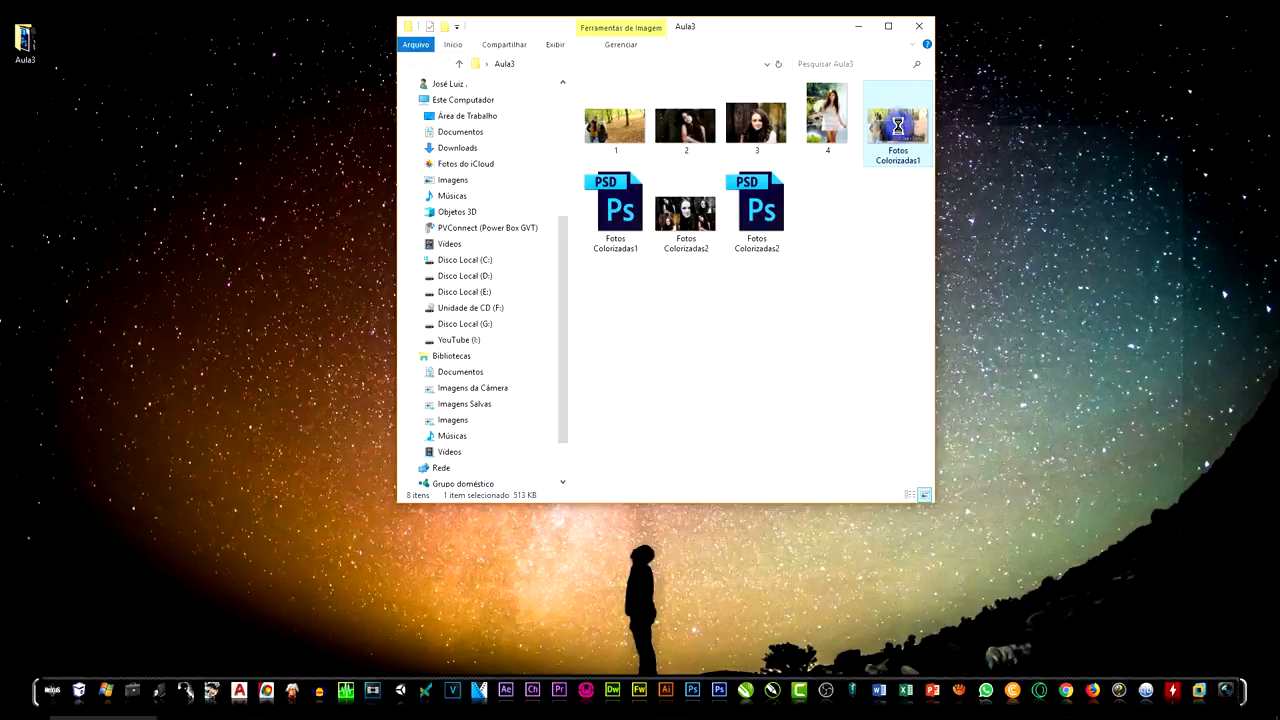 Aula3
Ferramentas de Imagem
Aula3
Arquivo
Início
Compartilhar
Exibir
Gerenciar
Aula3
Pesquisar Aula3
José Luiz .
Este Computador
Área de Trabalho
Documentos
Downloads
Fotos do iCloud
Imagens
Músicas
Objetos 3D
PVConnect (Power Box GVT)
Vídeos
Disco Local (C:)
Disco Local (D:)
Disco Local (E:)
Unidade de CD (F:)
Disco Local (G:)
YouTube (I:)
Bibliotecas
Documentos
Imagens da Câmera
Imagens Salvas
Imagens
Músicas
Vídeos
Rede
Grupo doméstico
1
2
3
4
Fotos
Colorizadas1
PSD
Ps
Fotos
Colorizadas1
Fotos
Colorizadas2
PSD
Ps
Fotos
Colorizadas2
8 itens
1 item selecionado 513 KB
A
V
Ae
Ch
Pr
Dw
Fw
Ai
Ps
Ps